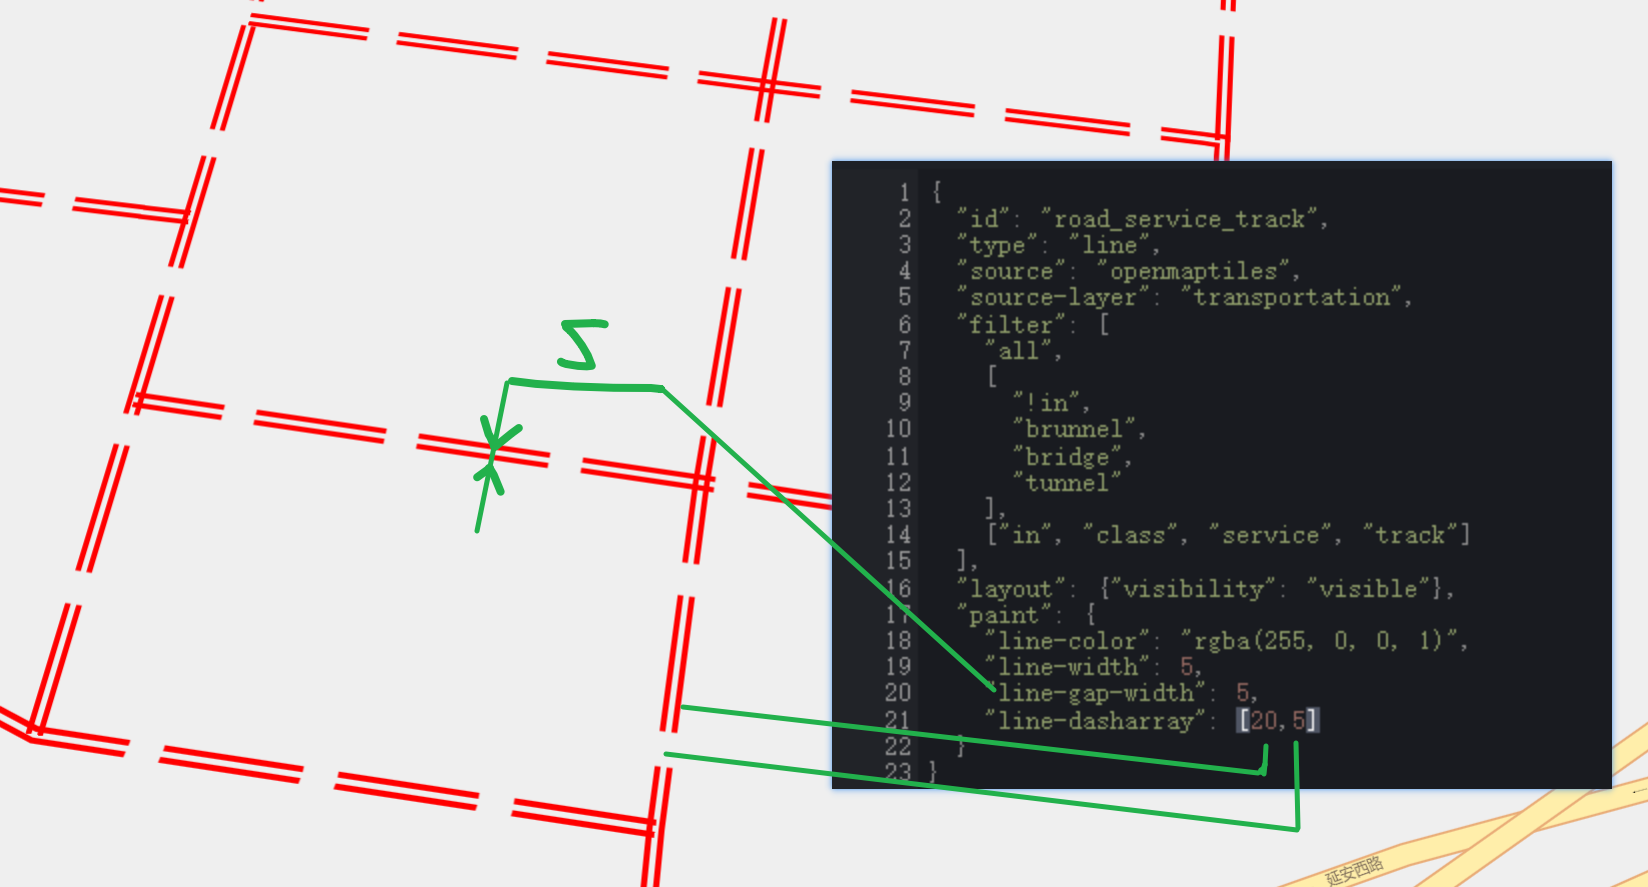 5
1 {
2 "id": "road_service_track",
3 "type": "line",
4 "source": "openmaptiles",
5 "source-layer": "transportation",
6 "filter": [
7 "all",
8 [
9 "!in",
10 "brunnel",
11 "bridge",
12 "tunnel"
13 ],
14 ["in", "class", "service", "track"]
15 ],
16 "layout": {"visibility": "visible"},
17 "paint": {
18 "line-color": "rgba(255, 0, 0, 1)",
19 "line-width": 5,
20 "line-gap-width": 5,
21 "line-dasharray": [20,5]
22 }
23 }
延安西路